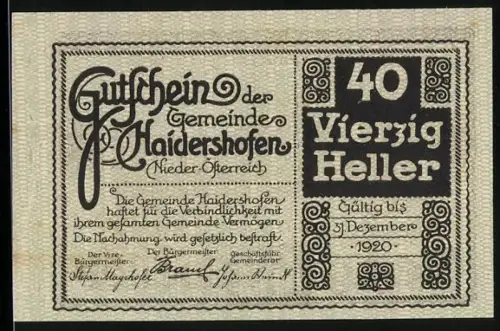 Gutschein der
Gemeinde
Haidershofen
Nieder-Österreich
Die Gemeinde Haidershofen
haftet für die Verbindlichkeit mit
ihrem gesamten Gemeinde-Vermögen.
Die Nachahmung wird gesetzlich bestraft.
Der Vize-
Bürgermeister
Der Bürgermeister
Geschäftsführ.
Gemeinderat
40
Vierzig
Heller
Gültig bis
31. Dezember
·1920·